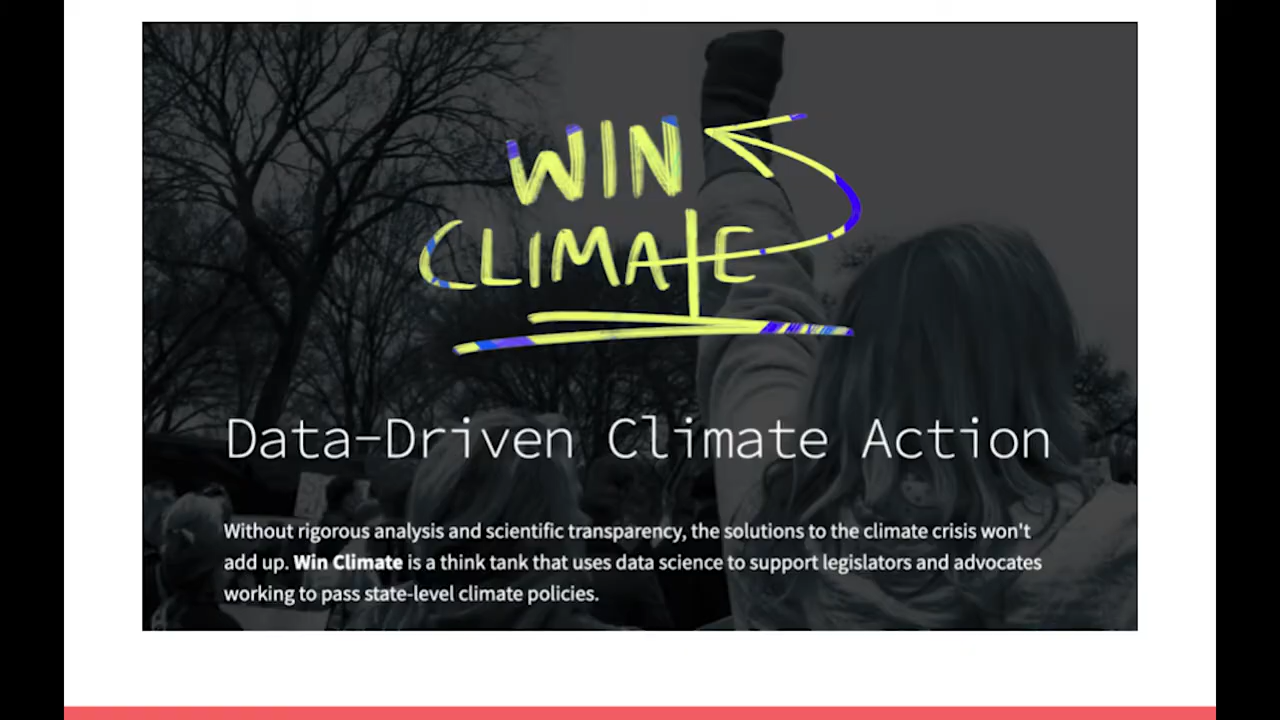 WIN
CLIMATE
Data-Driven Climate Action
Without rigorous analysis and scientific transparency, the solutions to the climate crisis won't
add up. Win Climate is a think tank that uses data science to support legislators and advocates
working to pass state-level climate policies.